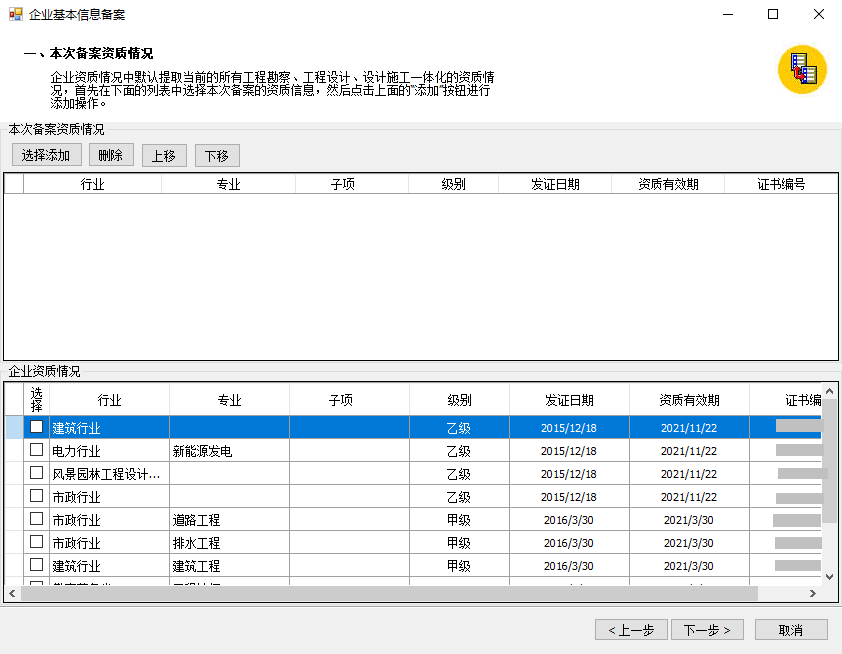 企业基本信息备案
一、本次备案资质情况
企业资质情况中默认提取当前的所有工程勘察、工程设计、设计施工一体化的资质情
况，首先在下面的列表中选择本次备案的资质信息，然后点击上面的"添加"按钮进行
添加操作。
本次备案资质情况
选择添加 删除 上移 下移
行业 专业 子项 级别 发证日期 资质有效期 证书编号
企业资质情况
选择 行业 专业 子项 级别 发证日期 资质有效期 证书编
建筑行业 乙级 2015/12/18 2021/11/22
电力行业 新能源发电 乙级 2015/12/18 2021/11/22
风景园林工程设计... 乙级 2015/12/18 2021/11/22
市政行业 乙级 2015/12/18 2021/11/22
市政行业 道路工程 甲级 2016/3/30 2021/3/30
市政行业 排水工程 甲级 2016/3/30 2021/3/30
建筑行业 建筑工程 甲级 2016/3/30 2021/3/30
<上一步 下一步> 取消